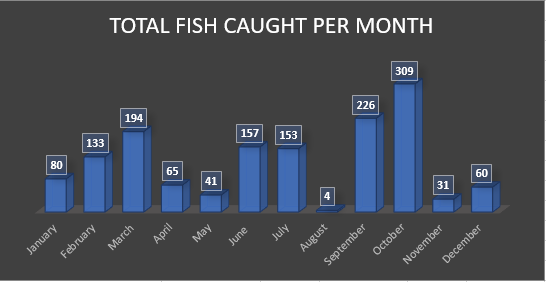 TOTAL FISH CAUGHT PER MONTH
80
133
194
65
41
157
153
4
226
309
31
60
January
February
March
April
May
June
July
August
September
October
November
December